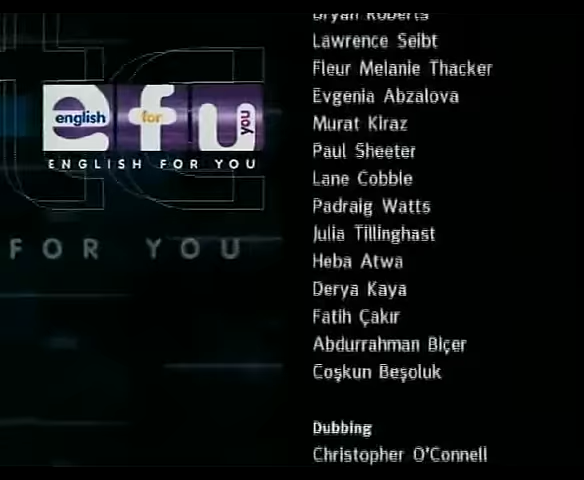 english
for
you
ENGLISH FOR YOU
FOR YOU
Bryan Roberts
Lawrence Seibt
Fleur Melanie Thacker
Evgenia Abzalova
Murat Kiraz
Paul Sheeter
Lane Cobble
Padraig Watts
Julia Tillinghast
Heba Atwa
Derya Kaya
Fatih Çakır
Abdurrahman Biçer
Coşkun Beşoluk
Dubbing
Christopher O'Connell